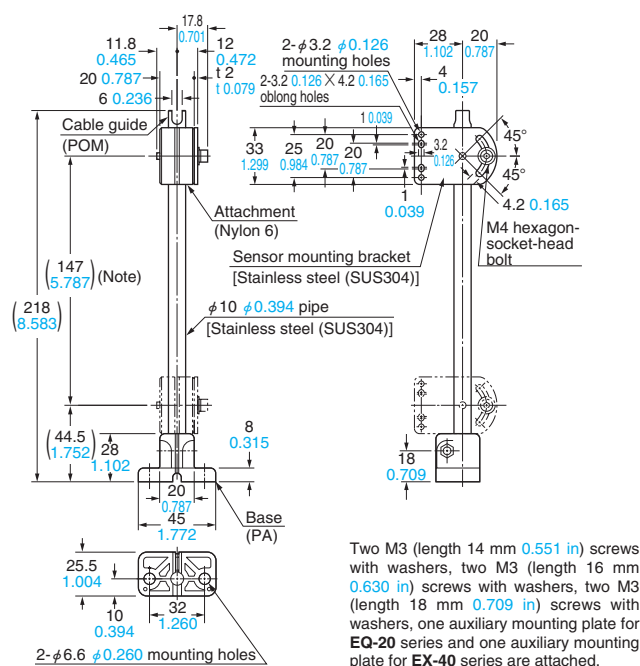 17.8
0.701
11.8
0.465
12
0.472
20 0.787
t 2
t 0.079
6 0.236
Cable guide
(POM)
Attachment
(Nylon 6)
(147 5.787) (Note)
(218 8.583)
φ10 φ0.394 pipe
[Stainless steel (SUS304)]
(44.5 1.752)
28
1.102
8
0.315
20
0.787
45
1.772
Base
(PA)
25.5
1.004
10
0.394
32
1.260
2-φ6.6 φ0.260 mounting holes
2-φ3.2 φ0.126
mounting holes
2-3.2 0.126 × 4.2 0.165
oblong holes
28
1.102
20
0.787
4
0.157
1 0.039
33
1.299
25
0.984
20
0.787
20
0.787
3.2
0.126
1
0.039
45°
45°
4.2 0.165
M4 hexagon-
socket-head
bolt
Sensor mounting bracket
[Stainless steel (SUS304)]
18
0.709
Two M3 (length 14 mm 0.551 in) screws
with washers, two M3 (length 16 mm
0.630 in) screws with washers, two M3
(length 18 mm 0.709 in) screws with
washers, one auxiliary mounting plate for
EQ-20 series and one auxiliary mounting
plate for EX-40 series are attached.